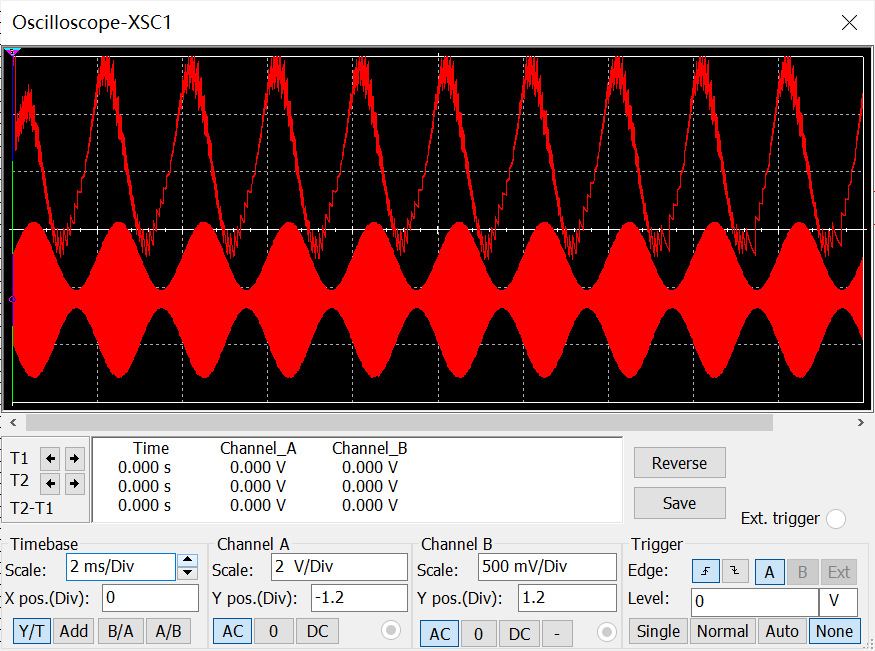 Oscilloscope-XSC1
Time Channel_A Channel_B
T1 0.000 s 0.000 V 0.000 V
T2 0.000 s 0.000 V 0.000 V
T2-T1 0.000 s 0.000 V 0.000 V
Reverse
Save
Ext. trigger
Timebase
Scale: 2 ms/Div
X pos.(Div): 0
Y/T Add B/A A/B
Channel A
Scale: 2 V/Div
Y pos.(Div): -1.2
AC 0 DC
Channel B
Scale: 500 mV/Div
Y pos.(Div): 1.2
AC 0 DC -
Trigger
Edge: A B Ext
Level: 0 V
Single Normal Auto None